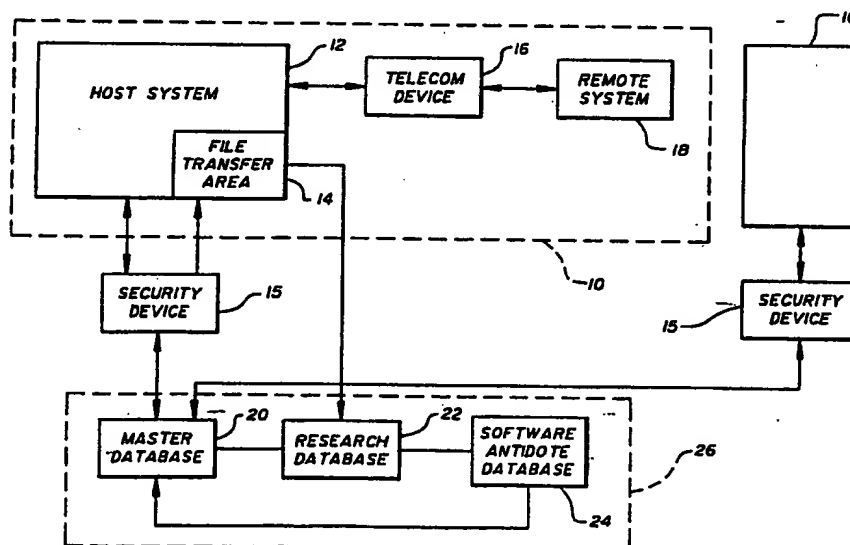 12
HOST SYSTEM
16
TELECOM
DEVICE
REMOTE
SYSTEM
18
FILE
TRANSFER
AREA
14
10
SECURITY
DEVICE
15
SECURITY
DEVICE
15
20
MASTER
DATABASE
22
RESEARCH
DATABASE
SOFTWARE
ANTIDOTE
DATABASE
24
26